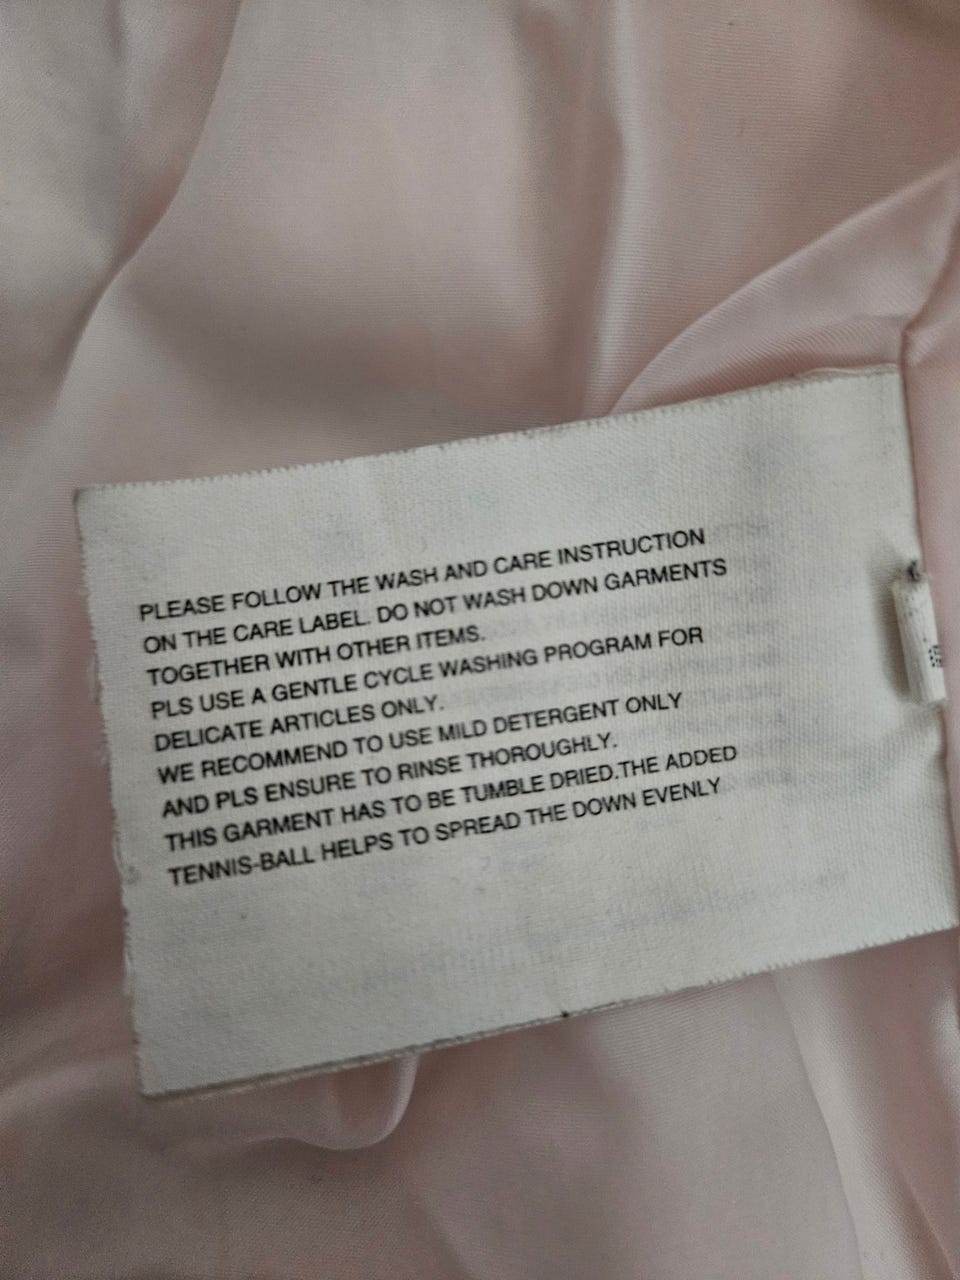 PLEASE FOLLOW THE WASH AND CARE INSTRUCTION
ON THE CARE LABEL. DO NOT WASH DOWN GARMENTS
TOGETHER WITH OTHER ITEMS.
PLS USE A GENTLE CYCLE WASHING PROGRAM FOR
DELICATE ARTICLES ONLY.
WE RECOMMEND TO USE MILD DETERGENT ONLY
AND PLS ENSURE TO RINSE THOROUGHLY.
THIS GARMENT HAS TO BE TUMBLE DRIED.THE ADDED
TENNIS-BALL HELPS TO SPREAD THE DOWN EVENLY